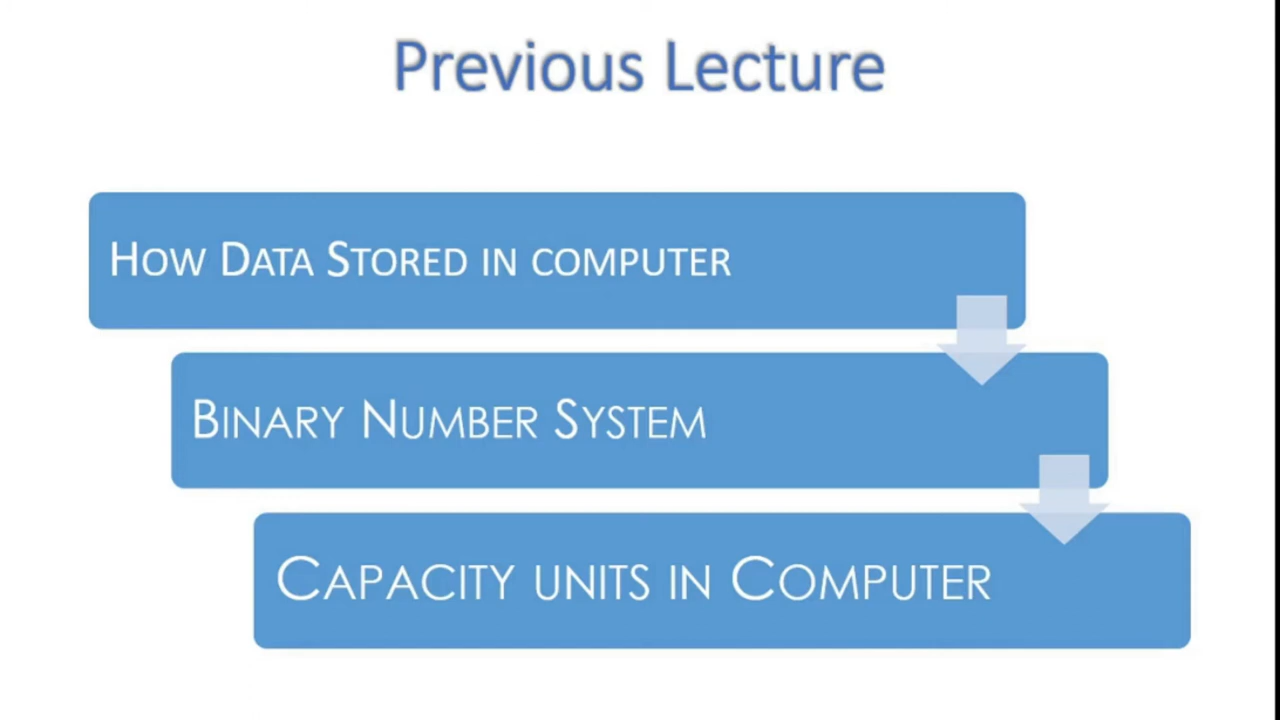 Previous Lecture
How Data Stored in computer
Binary Number System
Capacity units in Computer